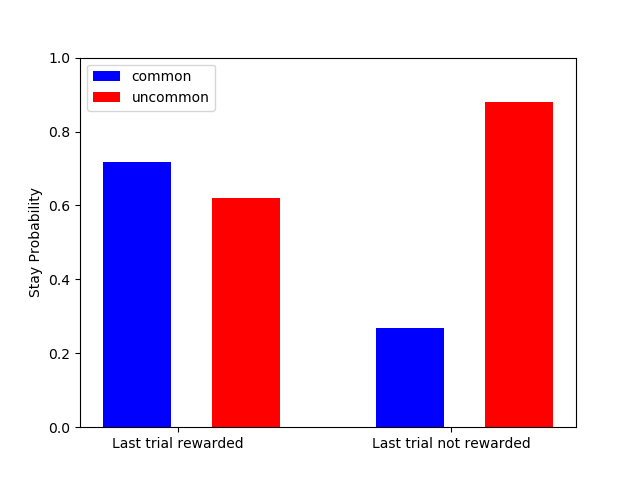 1.0
0.8
0.6
0.4
0.2
0.0
Stay Probability
common
uncommon
Last trial rewarded
Last trial not rewarded